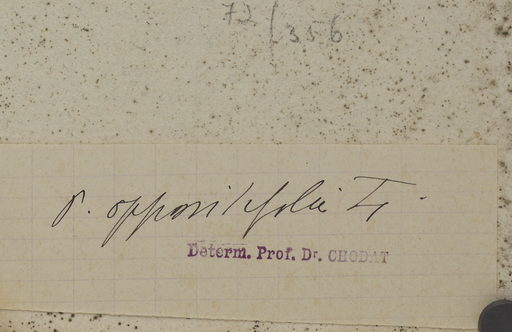 72/356
P. oppositifolia L.
Determ. Prof. Dr. CHODAT